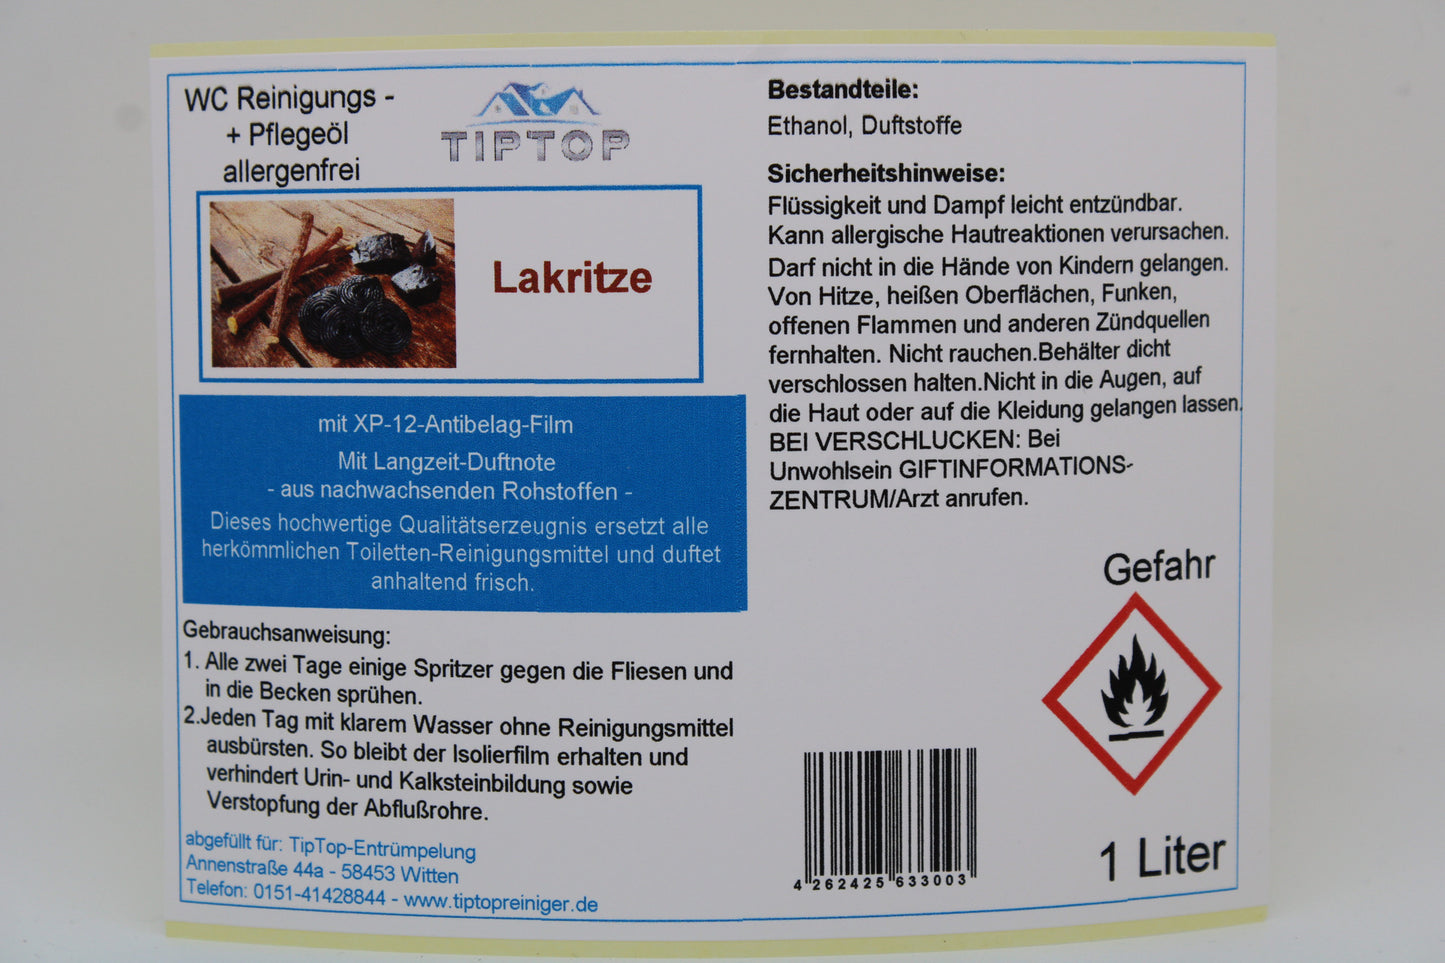 WC Reinigungs -
+ Pflegeöl
allergenfrei
TIPTOP
Lakritze
mit XP-12-Antibelag-Film
Mit Langzeit-Duftnote
- aus nachwachsenden Rohstoffen -
Dieses hochwertige Qualitätserzeugnis ersetzt alle
herkömmlichen Toiletten-Reinigungsmittel und duftet
anhaltend frisch.
Gebrauchsanweisung:
1. Alle zwei Tage einige Spritzer gegen die Fliesen und
in die Becken sprühen.
2.Jeden Tag mit klarem Wasser ohne Reinigungsmittel
ausbürsten. So bleibt der Isolierfilm erhalten und
verhindert Urin- und Kalksteinbildung sowie
Verstopfung der Abflußrohre.
abgefüllt für: TipTop-Entrümpelung
Annenstraße 44a - 58453 Witten
Telefon: 0151-41428844 - www.tiptopreiniger.de
Bestandteile:
Ethanol, Duftstoffe
Sicherheitshinweise:
Flüssigkeit und Dampf leicht entzündbar.
Kann allergische Hautreaktionen verursachen.
Darf nicht in die Hände von Kindern gelangen.
Von Hitze, heißen Oberflächen, Funken,
offenen Flammen und anderen Zündquellen
fernhalten. Nicht rauchen.Behälter dicht
verschlossen halten.Nicht in die Augen, auf
die Haut oder auf die Kleidung gelangen lassen.
BEI VERSCHLUCKEN: Bei
Unwohlsein GIFTINFORMATIONS-
ZENTRUM/Arzt anrufen.
Gefahr
4 262425 633003
1 Liter